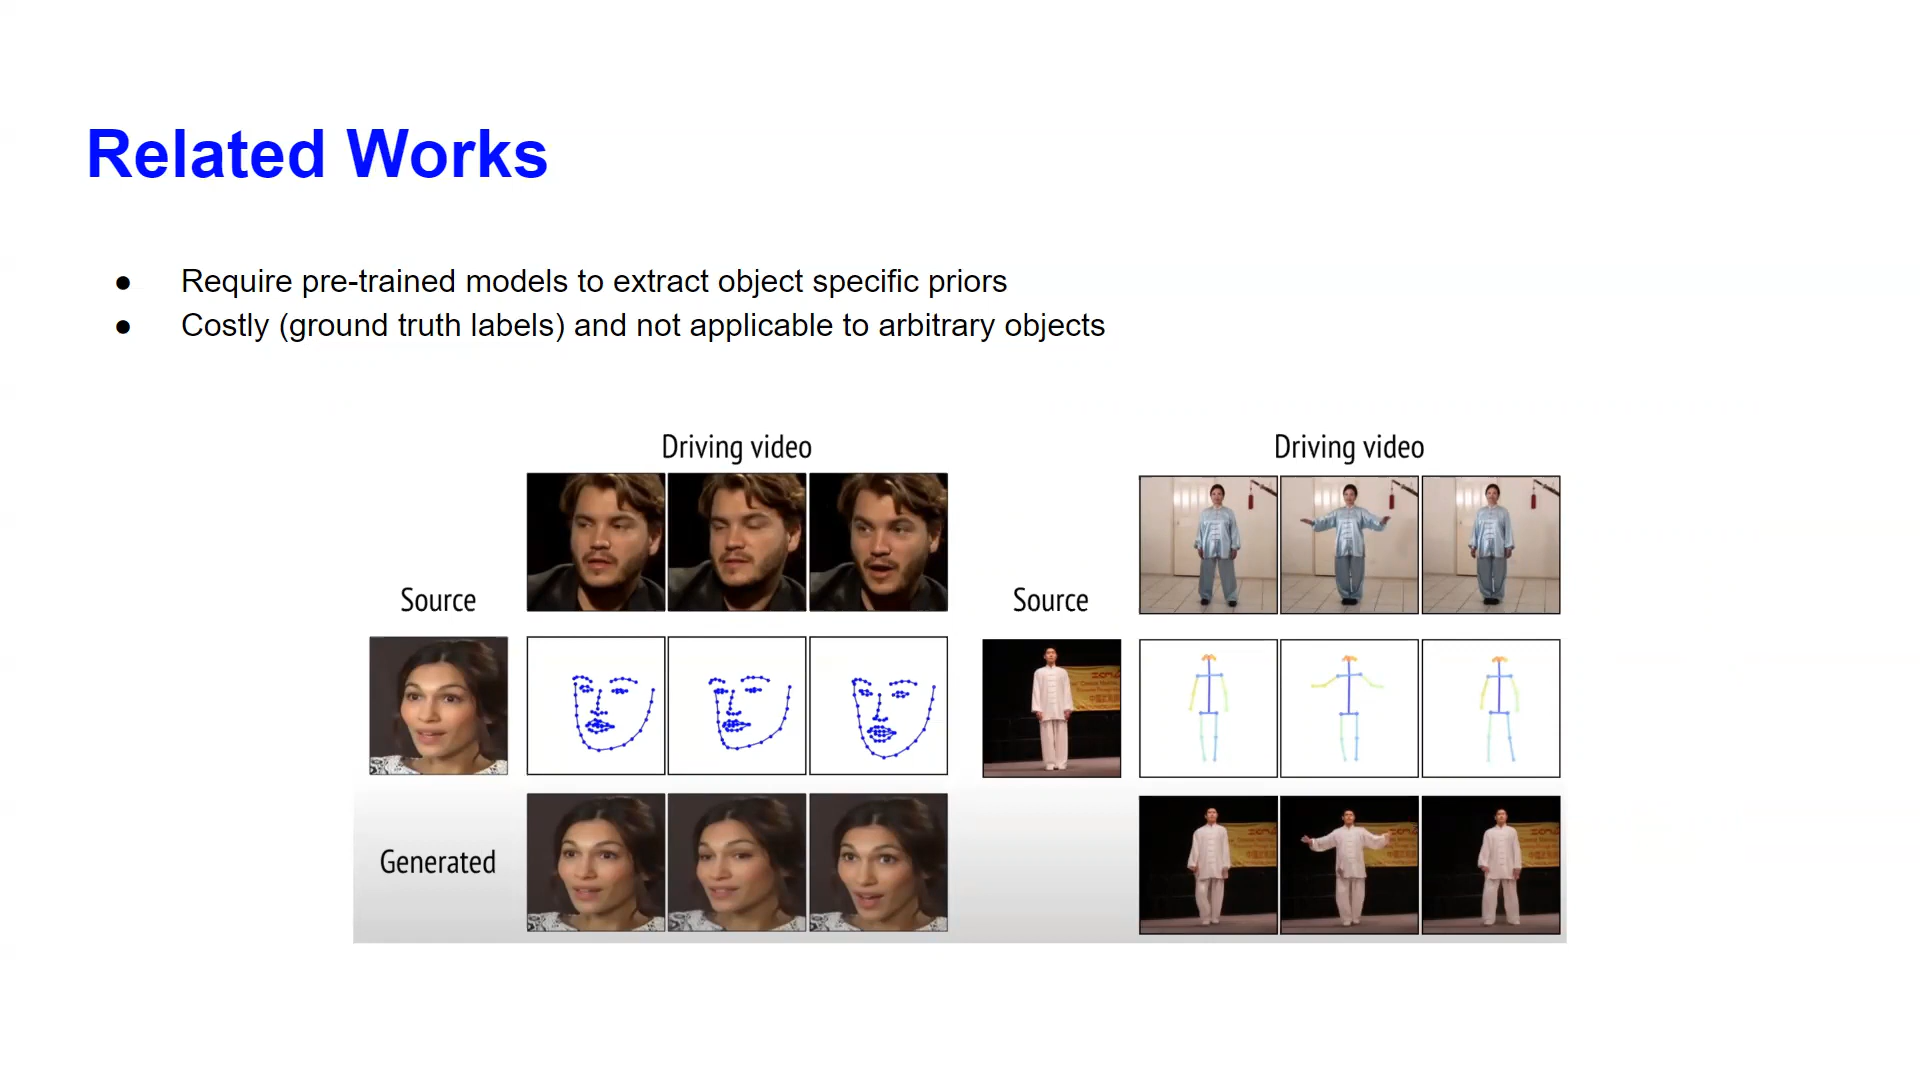 Related Works
● Require pre-trained models to extract object specific priors
● Costly (ground truth labels) and not applicable to arbitrary objects
Driving video
Driving video
Source
Source
Generated